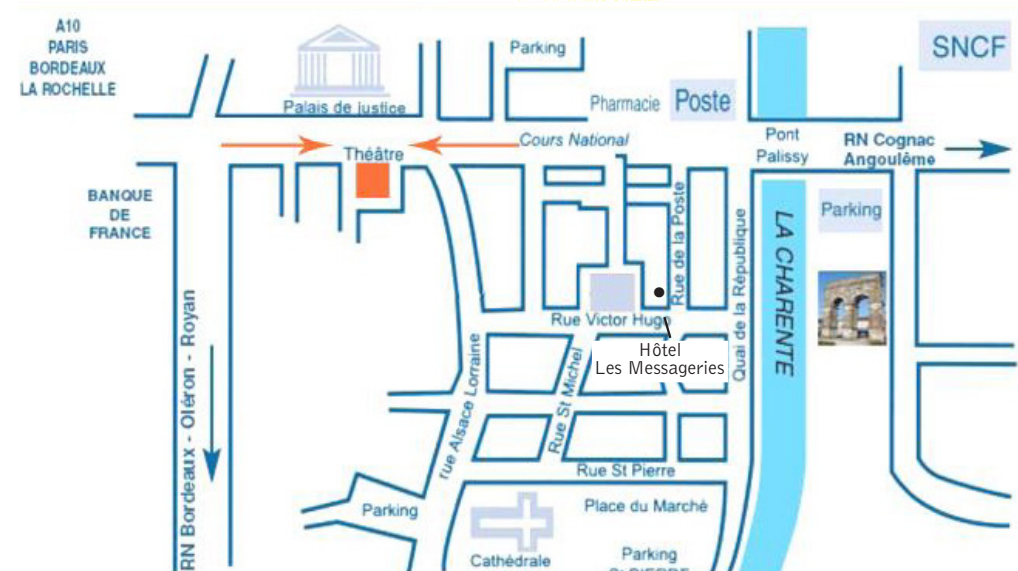 A10
PARIS
BORDEAUX
LA ROCHELLE
Palais de justice
Parking
Pharmacie
Poste
SNCF
Cours National
Pont
Palissy
RN Cognac
Angoulême
Théâtre
BANQUE
DE
FRANCE
Parking
Rue de la Poste
Quai de la République
LA CHARENTE
RN Bordeaux - Oléron - Royan
Rue Victor Hugo
Hôtel
Les Messageries
rue Alsace Lorraine
Rue St Michel
Rue St Pierre
Parking
Place du Marché
Cathédrale
Parking
St PIERRE